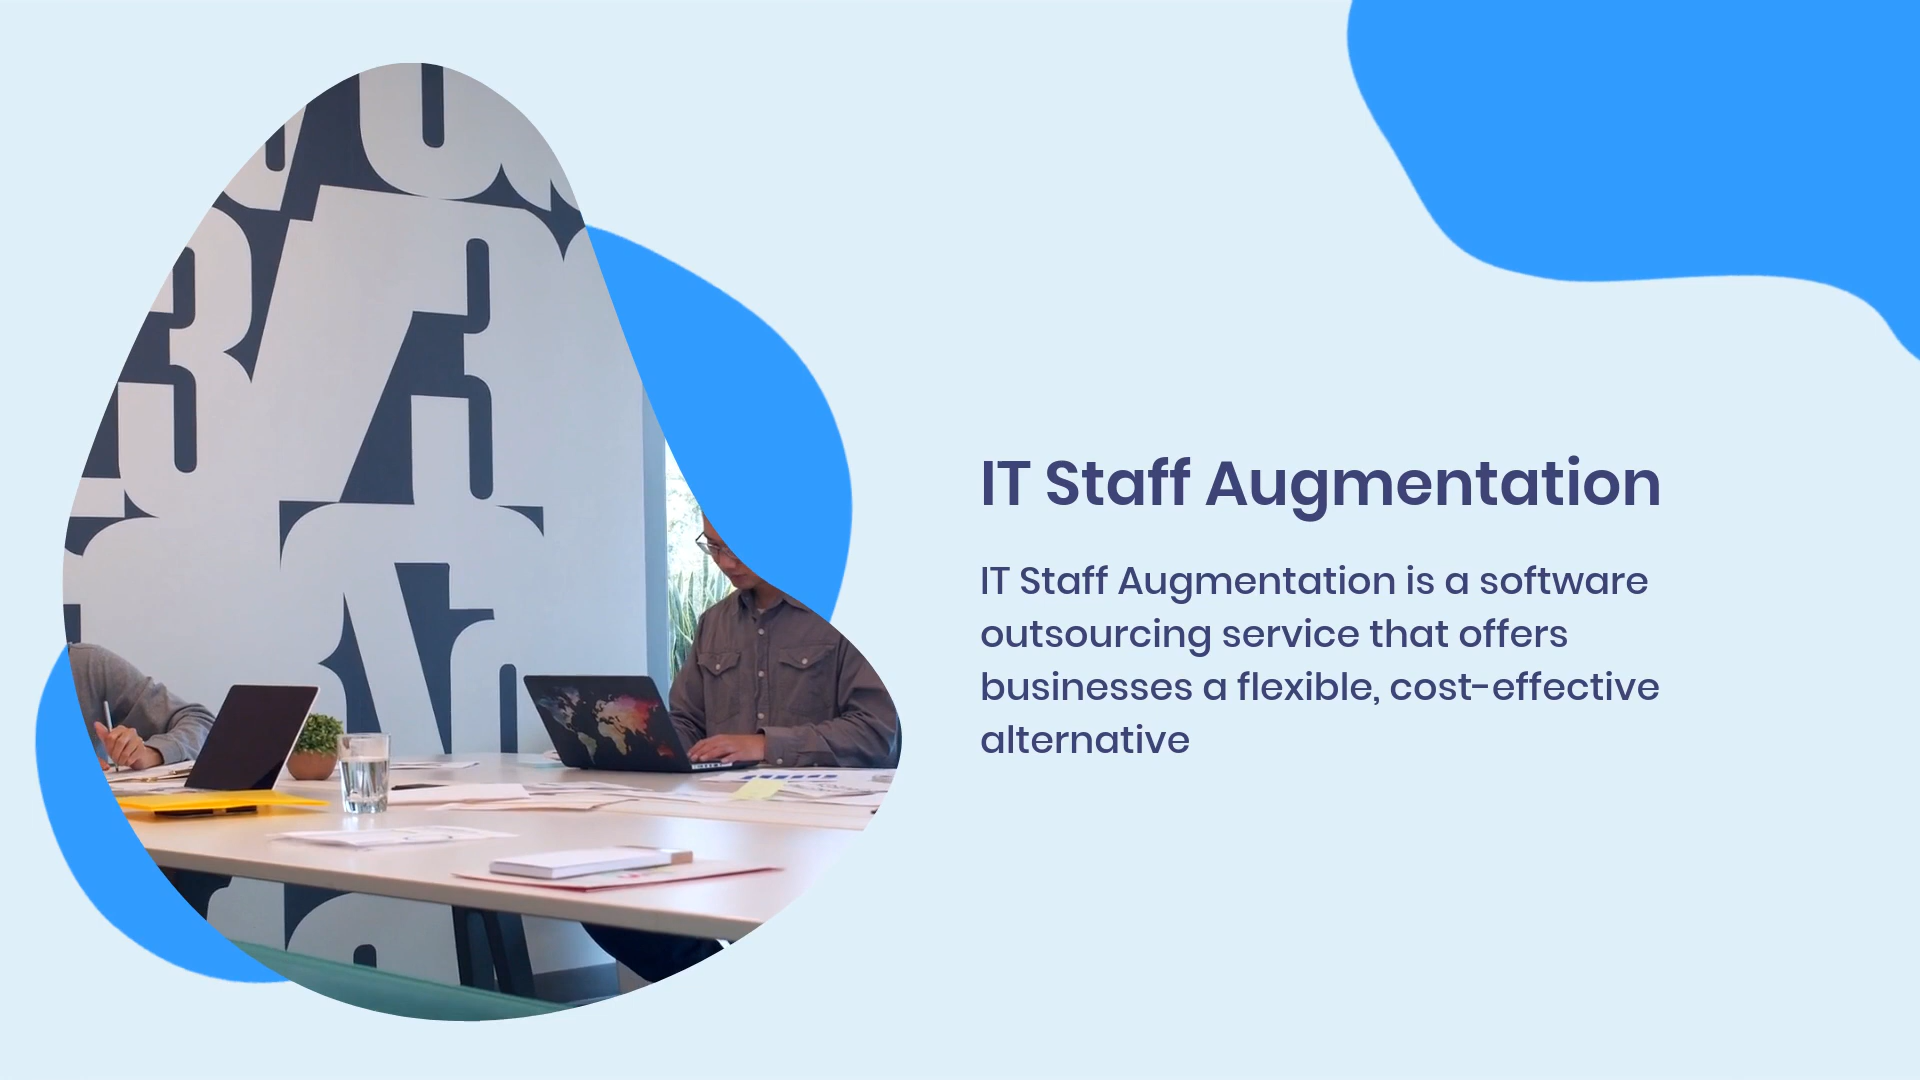 IT Staff Augmentation
IT Staff Augmentation is a software
outsourcing service that offers
businesses a flexible, cost-effective
alternative